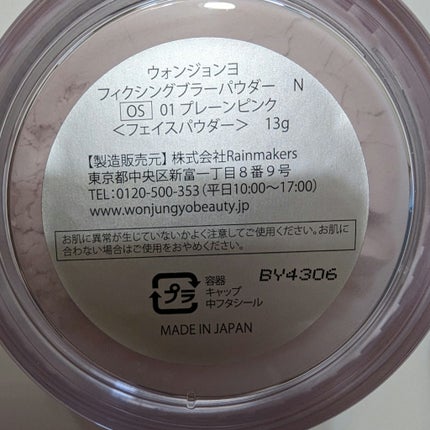 ウォンジョンヨ
フィクシングブラーパウダー N
OS 01 プレーンピンク
＜フェイスパウダー＞ 13g
【製造販売元】株式会社Rainmakers
東京都中央区新富一丁目8番9号
TEL:0120-500-353（平日10:00～17:00）
www.wonjungyobeauty.jp
お肌に異常が生じていないかよく注意してご使用ください。お肌に
合わない場合はご使用をおやめください。
プラ
容器
キャップ
中フタシール
BY4306
MADE IN JAPAN